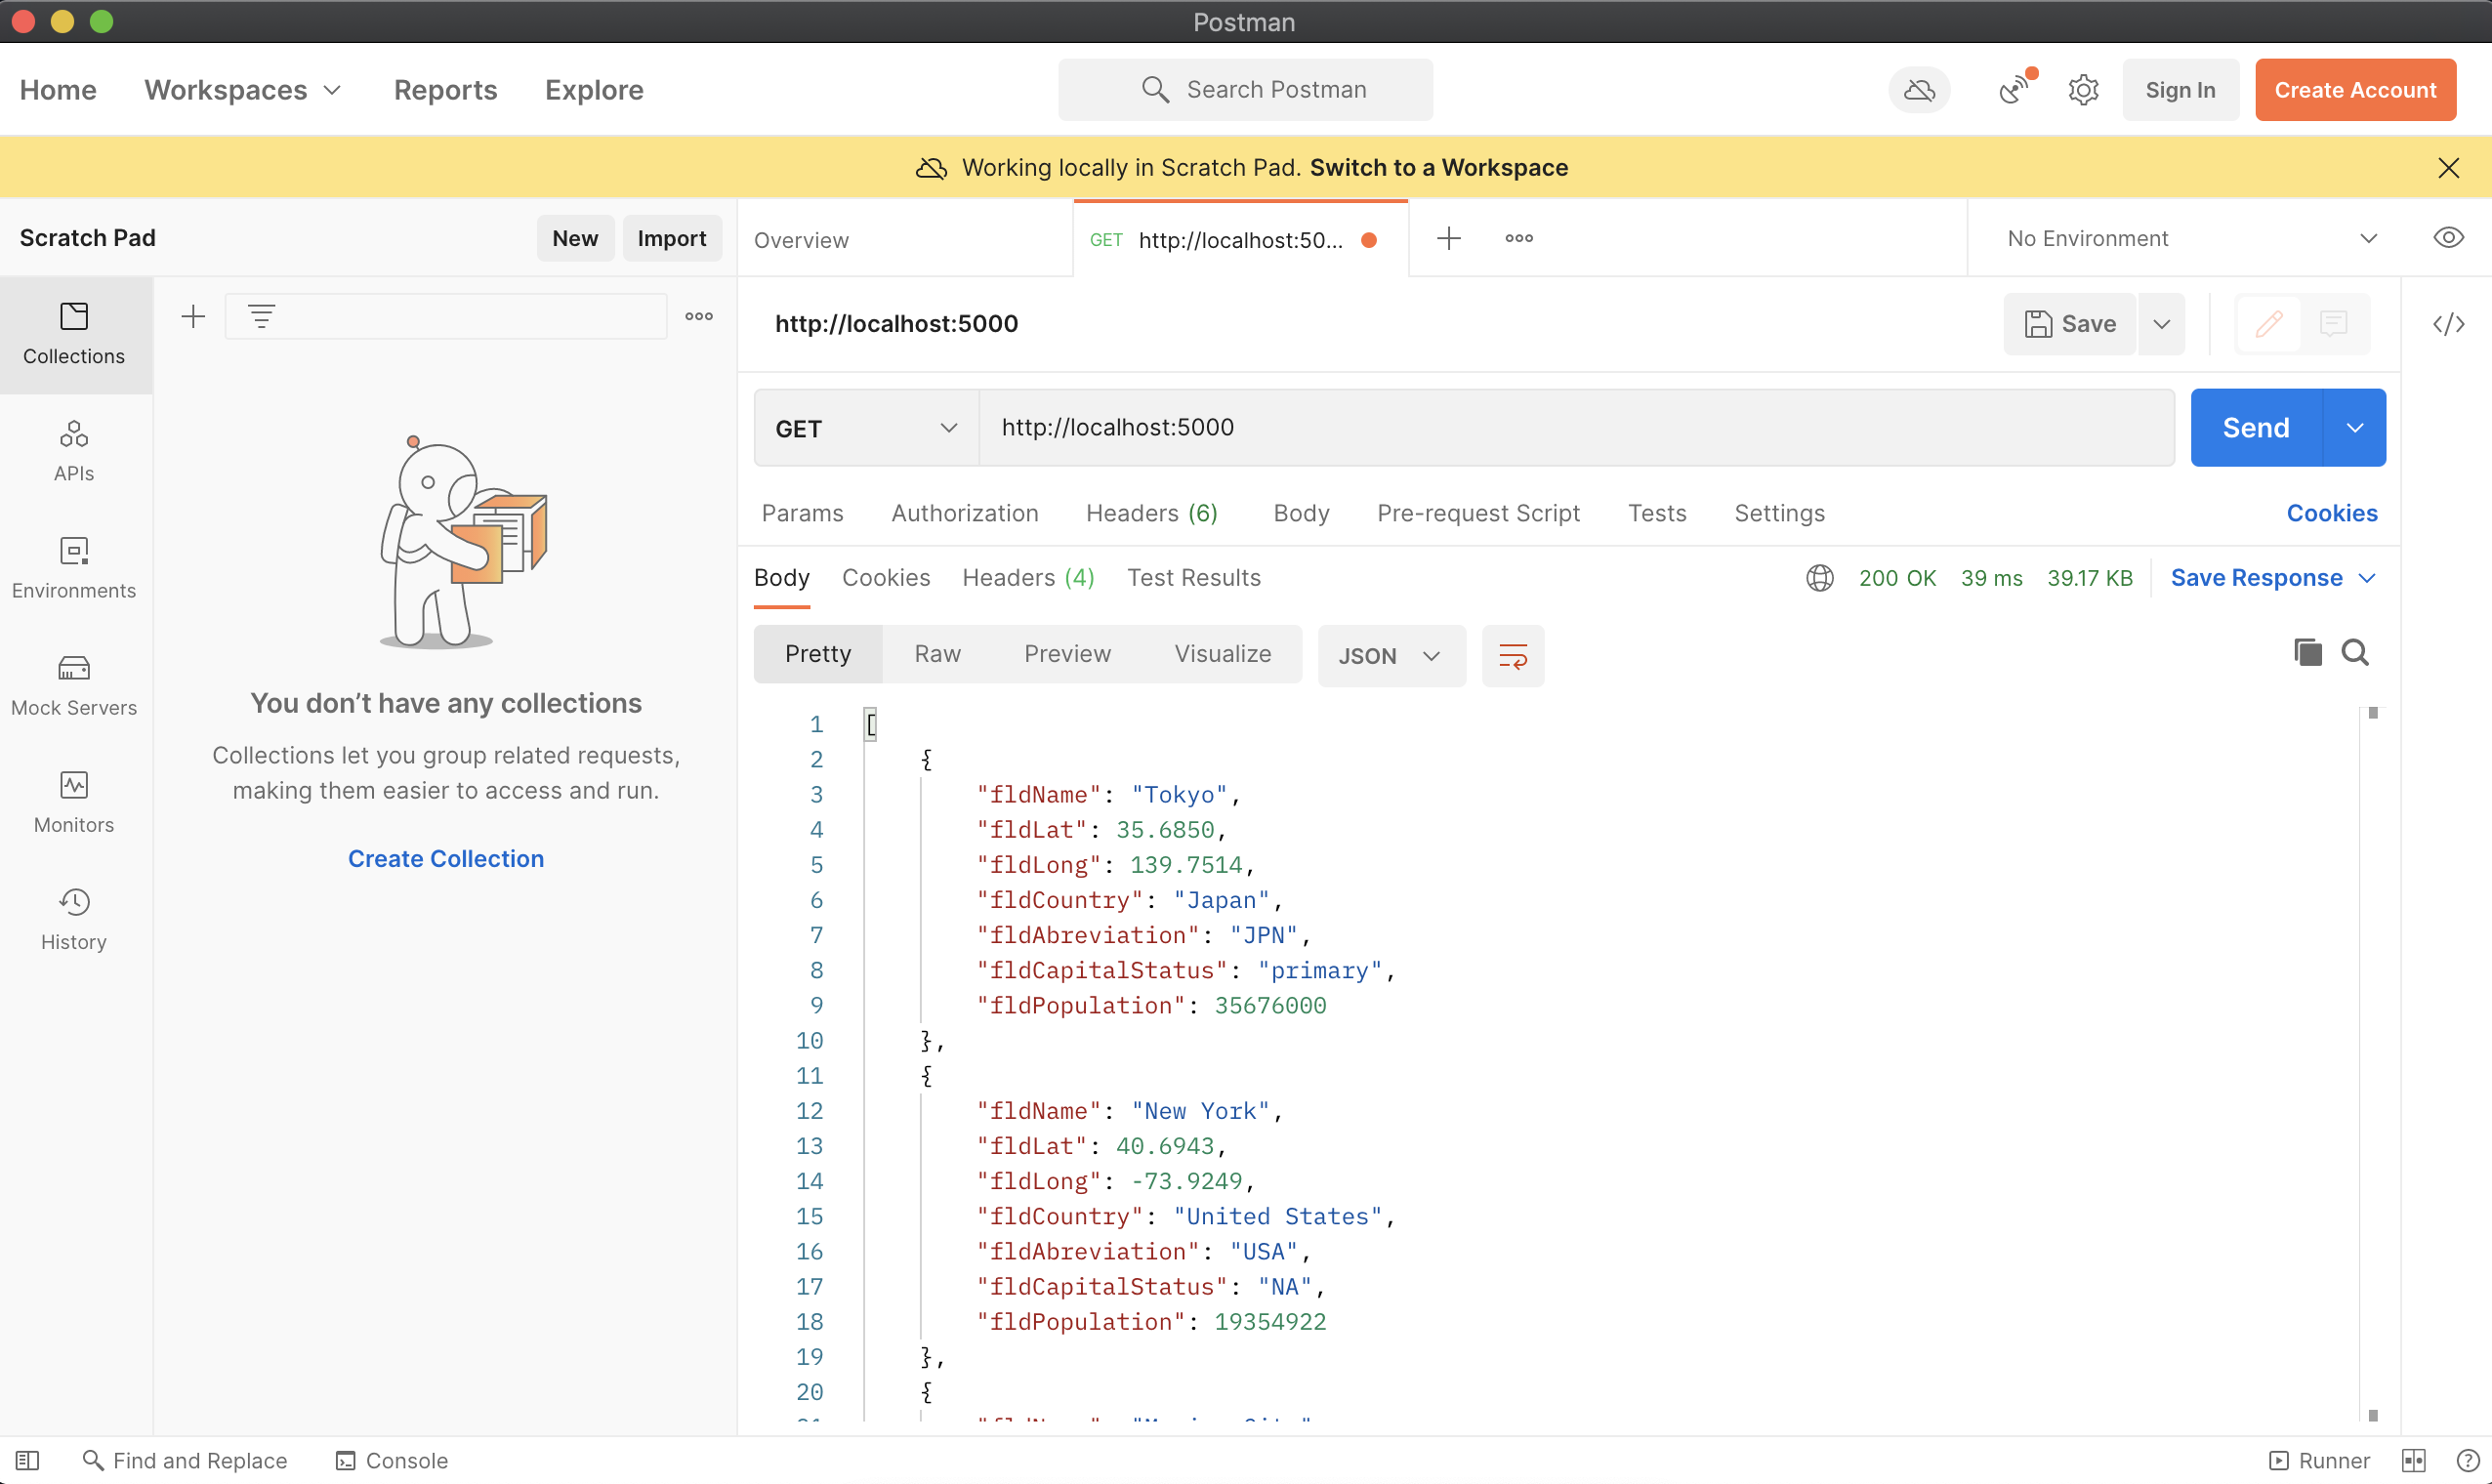 Postman
Home Workspaces Reports Explore Search Postman Sign In Create Account
Working locally in Scratch Pad. Switch to a Workspace
Scratch Pad New Import Overview GET http://localhost:50... No Environment
Collections
APIs
Environments
Mock Servers
Monitors
History
You don’t have any collections
Collections let you group related requests,
making them easier to access and run.
Create Collection
http://localhost:5000 Save
GET http://localhost:5000 Send
Params Authorization Headers (6) Body Pre-request Script Tests Settings Cookies
Body Cookies Headers (4) Test Results 200 OK 39 ms 39.17 KB Save Response
Pretty Raw Preview Visualize JSON
1 [
2 {
3 "fldName": "Tokyo",
4 "fldLat": 35.6850,
5 "fldLong": 139.7514,
6 "fldCountry": "Japan",
7 "fldAbreviation": "JPN",
8 "fldCapitalStatus": "primary",
9 "fldPopulation": 35676000
10 },
11 {
12 "fldName": "New York",
13 "fldLat": 40.6943,
14 "fldLong": -73.9249,
15 "fldCountry": "United States",
16 "fldAbreviation": "USA",
17 "fldCapitalStatus": "NA",
18 "fldPopulation": 19354922
19 },
20 {
Find and Replace Console Runner